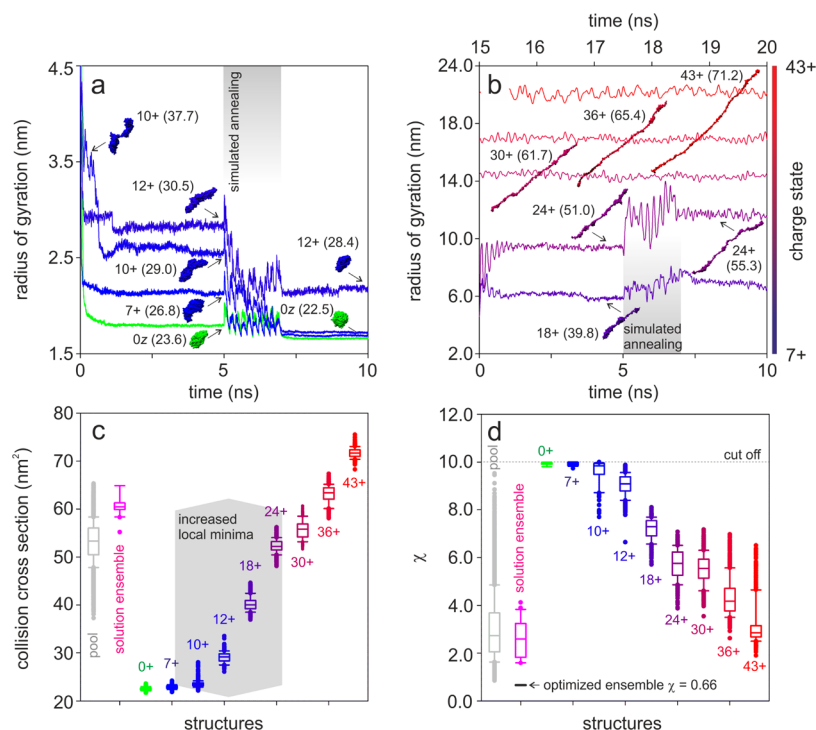 a
4.5
3.5
2.5
1.5
radius of gyration (nm)
0
5
10
time (ns)
10+ (37.7)
12+ (30.5)
10+ (29.0)
7+ (26.8)
0z (23.6)
simulated annealing
12+ (28.4)
0z (22.5)
b
time (ns)
15
16
17
18
19
20
24.0
18.0
14.0
10.0
6.0
2.0
radius of gyration (nm)
0
5
10
time (ns)
43+ (71.2)
36+ (65.4)
30+ (61.7)
24+ (51.0)
24+
(55.3)
18+ (39.8)
simulated
annealing
43+
charge state
7+
c
80
70
60
50
40
30
20
collision cross section (nm²)
structures
pool
solution ensemble
0+
7+
10+
12+
18+
24+
30+
36+
43+
increased
local minima
d
12.0
10.0
8.0
6.0
4.0
2.0
0.0
χ
structures
cut off
pool
solution ensemble
0+
7+
10+
12+
18+
24+
30+
36+
43+
optimized ensemble χ = 0.66